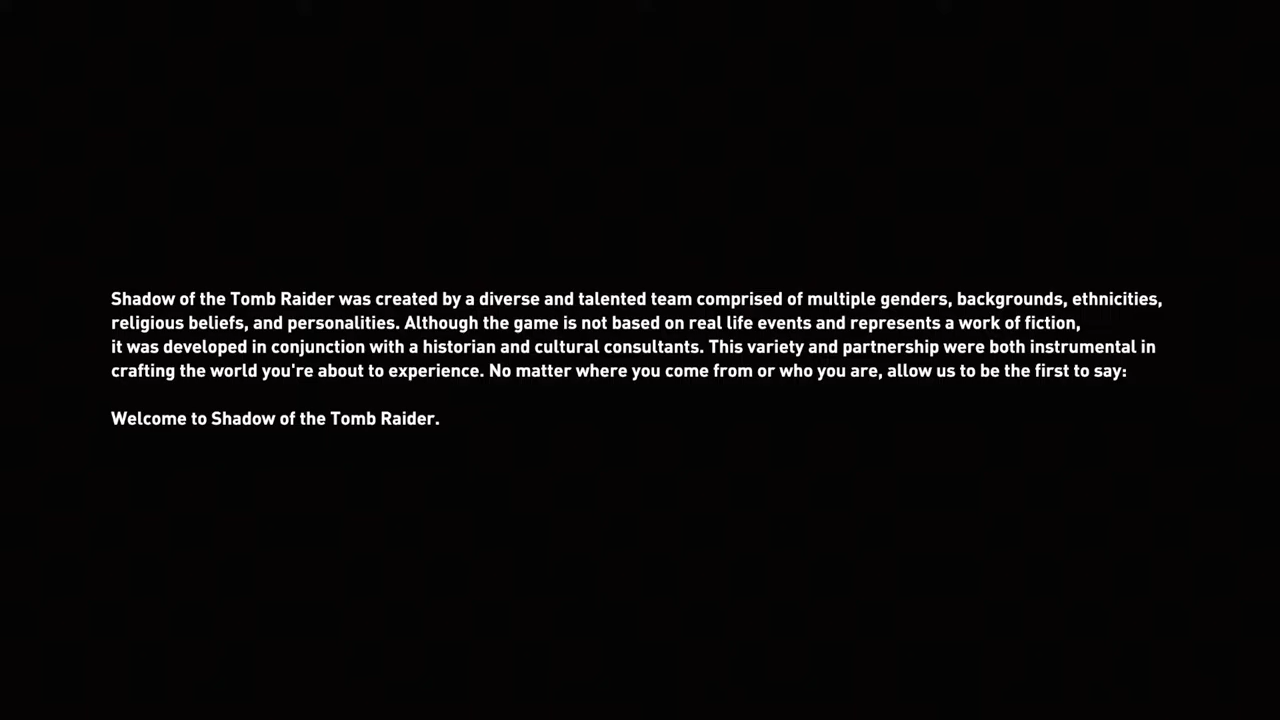 Shadow of the Tomb Raider was created by a diverse and talented team comprised of multiple genders, backgrounds, ethnicities,
religious beliefs, and personalities. Although the game is not based on real life events and represents a work of fiction,
it was developed in conjunction with a historian and cultural consultants. This variety and partnership were both instrumental in
crafting the world you're about to experience. No matter where you come from or who you are, allow us to be the first to say:
Welcome to Shadow of the Tomb Raider.